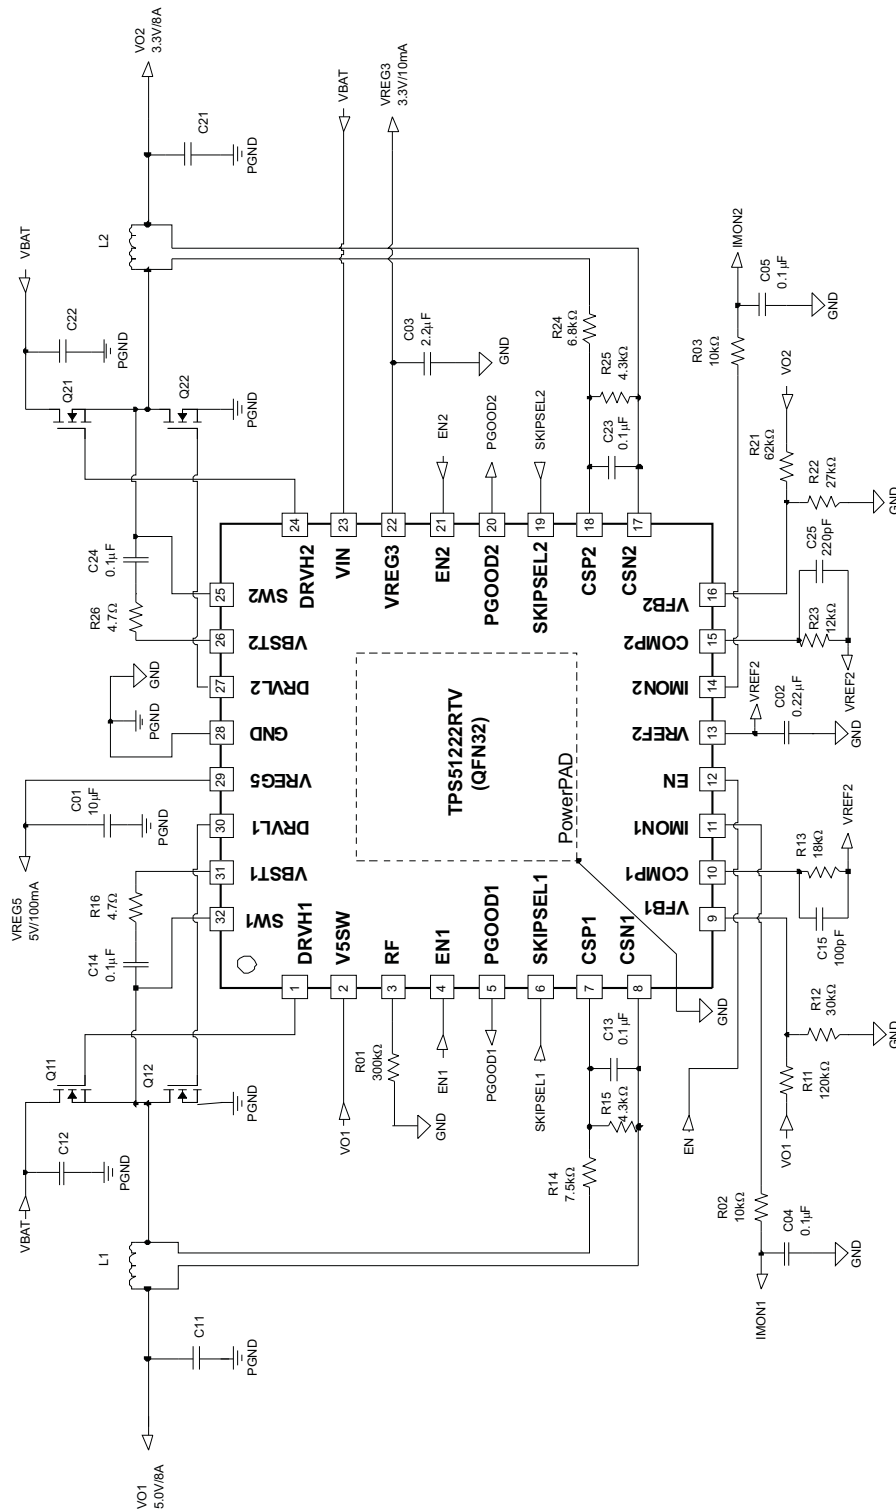 VO1
5.0V/8A
C11
PGND
L1
VBAT
C12
PGND
Q11
Q12
PGND
C14
0.1μF
R16
4.7Ω
VREG5
5V/100mA
C01
10μF
PGND
PGND
GND
R26
4.7Ω
C24
0.1μF
Q21
Q22
PGND
C22
PGND
VBAT
L2
C21
PGND
VO2
3.3V/8A
32
SW1
31
VBST1
30
DRVL1
29
VREG5
28
GND
27
DRVL2
26
VBST2
25
SW2
1
DRVH1
2
V5SW
3
RF
4
EN1
5
PGOOD1
6
SKIPSEL1
7
CSP1
8
CSN1
24
DRVH2
23
VIN
22
VREG3
21
EN2
20
PGOOD2
19
SKIPSEL2
18
CSP2
17
CSN2
TPS51222RTV
(QFN32)
PowerPAD
GND
9
VFB1
10
COMP1
11
IMON1
12
EN
13
VREF2
14
IMON2
15
COMP2
16
VFB2
VO1
R01
300kΩ
GND
EN1
PGOOD1
SKIPSEL1
R14
7.5kΩ
R15
4.3kΩ
C13
0.1μF
VBAT
VREG3
3.3V/10mA
C03
2.2μF
GND
EN2
PGOOD2
SKIPSEL2
R24
6.8kΩ
R25
4.3kΩ
C23
0.1μF
IMON1
R02
10kΩ
C04
0.1μF
GND
EN
VO1
R11
120kΩ
R12
30kΩ
GND
C15
100pF
R13
18kΩ
VREF2
VREF2
C02
0.22μF
GND
R23
12kΩ
C25
220pF
VREF2
R21
62kΩ
R22
27kΩ
GND
VO2
R03
10kΩ
IMON2
C05
0.1μF
GND